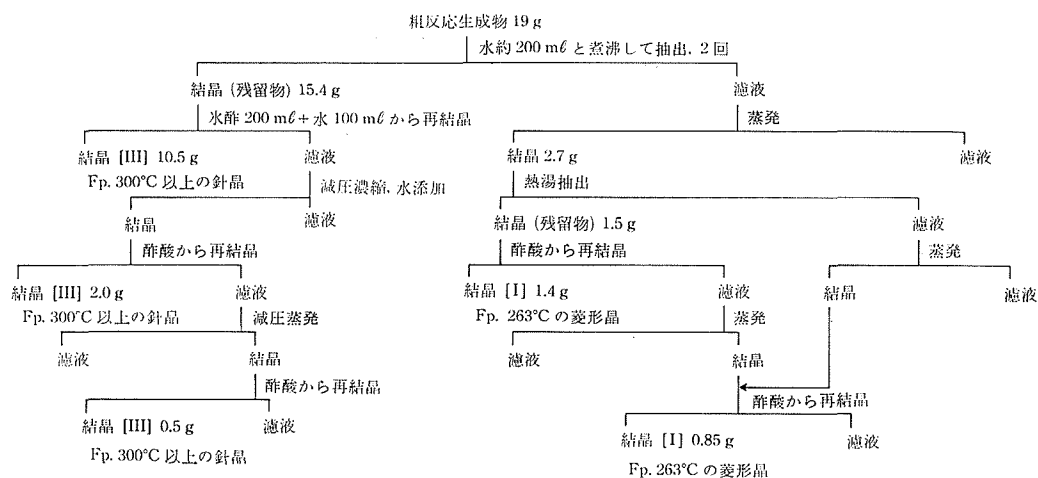 粗反応生成物 19 g
水約 200 mℓ と煮沸して抽出, 2回
結晶 (残留物) 15.4 g
濾液
氷酢 200 mℓ+水 100 mℓ から再結晶
蒸発
結晶 [III] 10.5 g
濾液
結晶 2.7 g
濾液
Fp. 300℃ 以上の針晶
減圧濃縮, 水添加
熱湯抽出
結晶
濾液
結晶 (残留物) 1.5 g
濾液
酢酸から再結晶
酢酸から再結晶
蒸発
結晶 [III] 2.0 g
濾液
結晶 [I] 1.4 g
濾液
結晶
濾液
Fp. 300℃ 以上の針晶
減圧蒸発
Fp. 263℃ の菱形晶
蒸発
濾液
結晶
濾液
結晶
酢酸から再結晶
酢酸から再結晶
結晶 [III] 0.5 g
濾液
結晶 [I] 0.85 g
濾液
Fp. 300℃ 以上の針晶
Fp. 263℃ の菱形晶